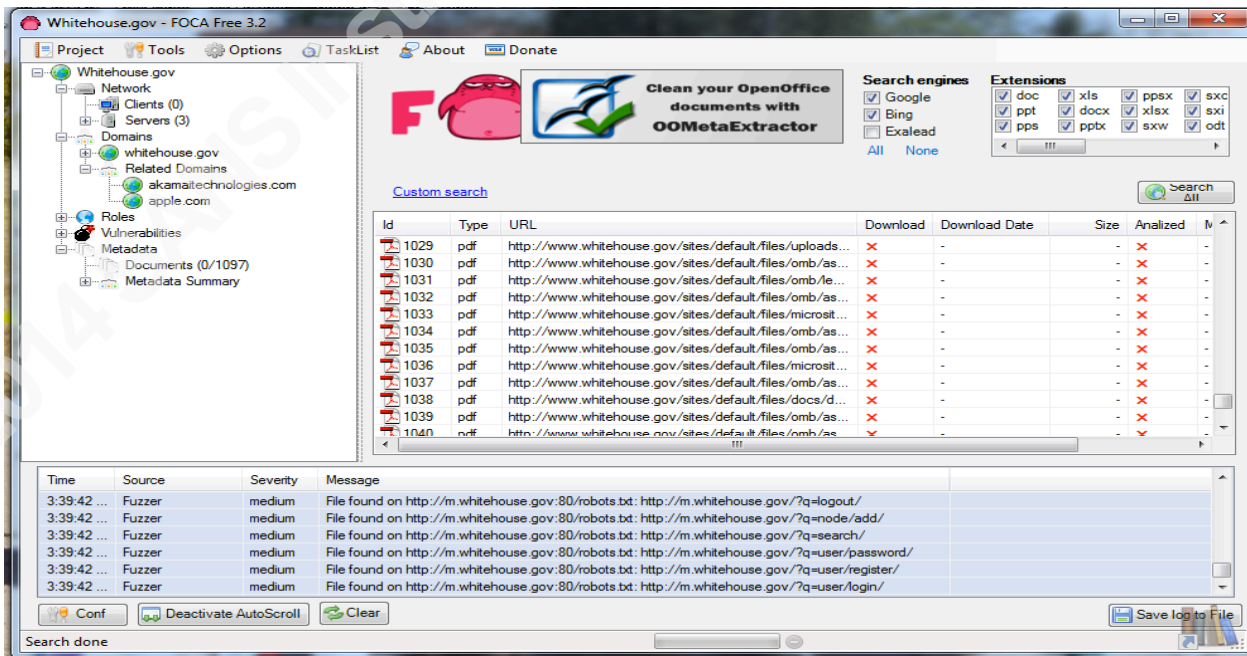 Whitehouse.gov - FOCA Free 3.2
Project Tools Options TaskList About Donate
Whitehouse.gov
Network
Clients (0)
Servers (3)
Domains
whitehouse.gov
Related Domains
akamaitechnologies.com
apple.com
Roles
Vulnerabilities
Metadata
Documents (0/1097)
Metadata Summary
F
Clean your OpenOffice
documents with
OOMetaExtractor
Search engines
Google
Bing
Exalead
All None
Extensions
doc xls ppsx sxc
ppt docx xlsx sxi
pps pptx sxw odt
Custom search
Search All
Id Type URL Download Download Date Size Analized M
1029 pdf http://www.whitehouse.gov/sites/default/files/uploads... - - -
1030 pdf http://www.whitehouse.gov/sites/default/files/omb/as... - - -
1031 pdf http://www.whitehouse.gov/sites/default/files/omb/le... - - -
1032 pdf http://www.whitehouse.gov/sites/default/files/omb/as... - - -
1033 pdf http://www.whitehouse.gov/sites/default/files/microsit... - - -
1034 pdf http://www.whitehouse.gov/sites/default/files/omb/as... - - -
1035 pdf http://www.whitehouse.gov/sites/default/files/omb/as... - - -
1036 pdf http://www.whitehouse.gov/sites/default/files/microsit... - - -
1037 pdf http://www.whitehouse.gov/sites/default/files/omb/as... - - -
1038 pdf http://www.whitehouse.gov/sites/default/files/docs/d... - - -
1039 pdf http://www.whitehouse.gov/sites/default/files/omb/as... - - -
1040 pdf http://www.whitehouse.gov/sites/default/files/omb/as... - - -
Time Source Severity Message
3:39:42 ... Fuzzer medium File found on http://m.whitehouse.gov:80/robots.txt: http://m.whitehouse.gov/?q=logout/
3:39:42 ... Fuzzer medium File found on http://m.whitehouse.gov:80/robots.txt: http://m.whitehouse.gov/?q=node/add/
3:39:42 ... Fuzzer medium File found on http://m.whitehouse.gov:80/robots.txt: http://m.whitehouse.gov/?q=search/
3:39:42 ... Fuzzer medium File found on http://m.whitehouse.gov:80/robots.txt: http://m.whitehouse.gov/?q=user/password/
3:39:42 ... Fuzzer medium File found on http://m.whitehouse.gov:80/robots.txt: http://m.whitehouse.gov/?q=user/register/
3:39:42 ... Fuzzer medium File found on http://m.whitehouse.gov:80/robots.txt: http://m.whitehouse.gov/?q=user/login/
Conf Deactivate AutoScroll Clear Save log to File
Search done